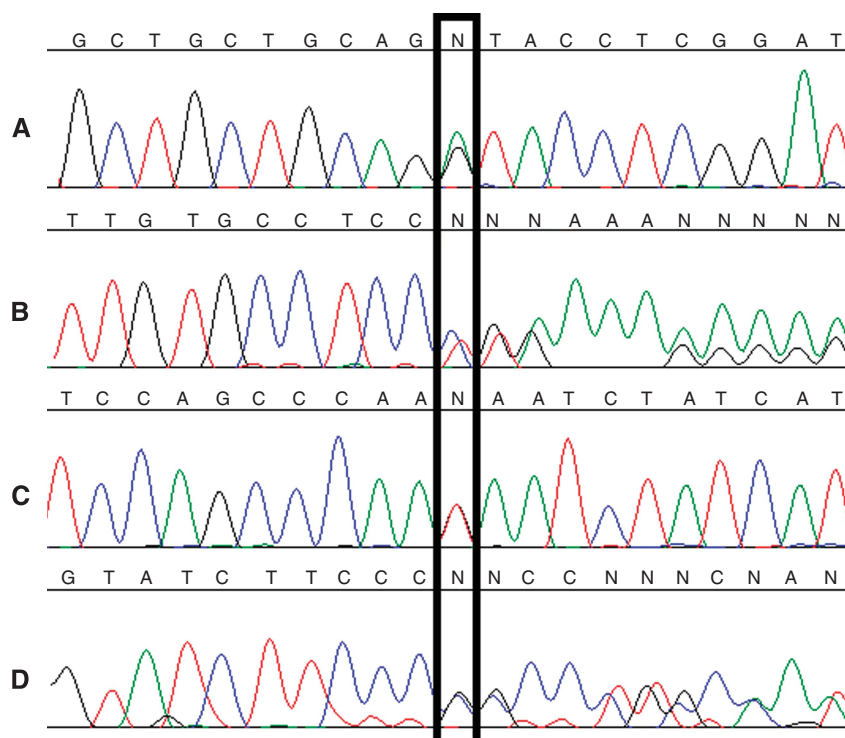 G C T G C T G C A G N T A C C T C G G A T
A
T T G T G C C T C C N N N A A A N N N N N
B
T C C A G C C C A A N A A T C T A T C A T
C
G T A T C T T C C C N N C C N N N C N A N
D